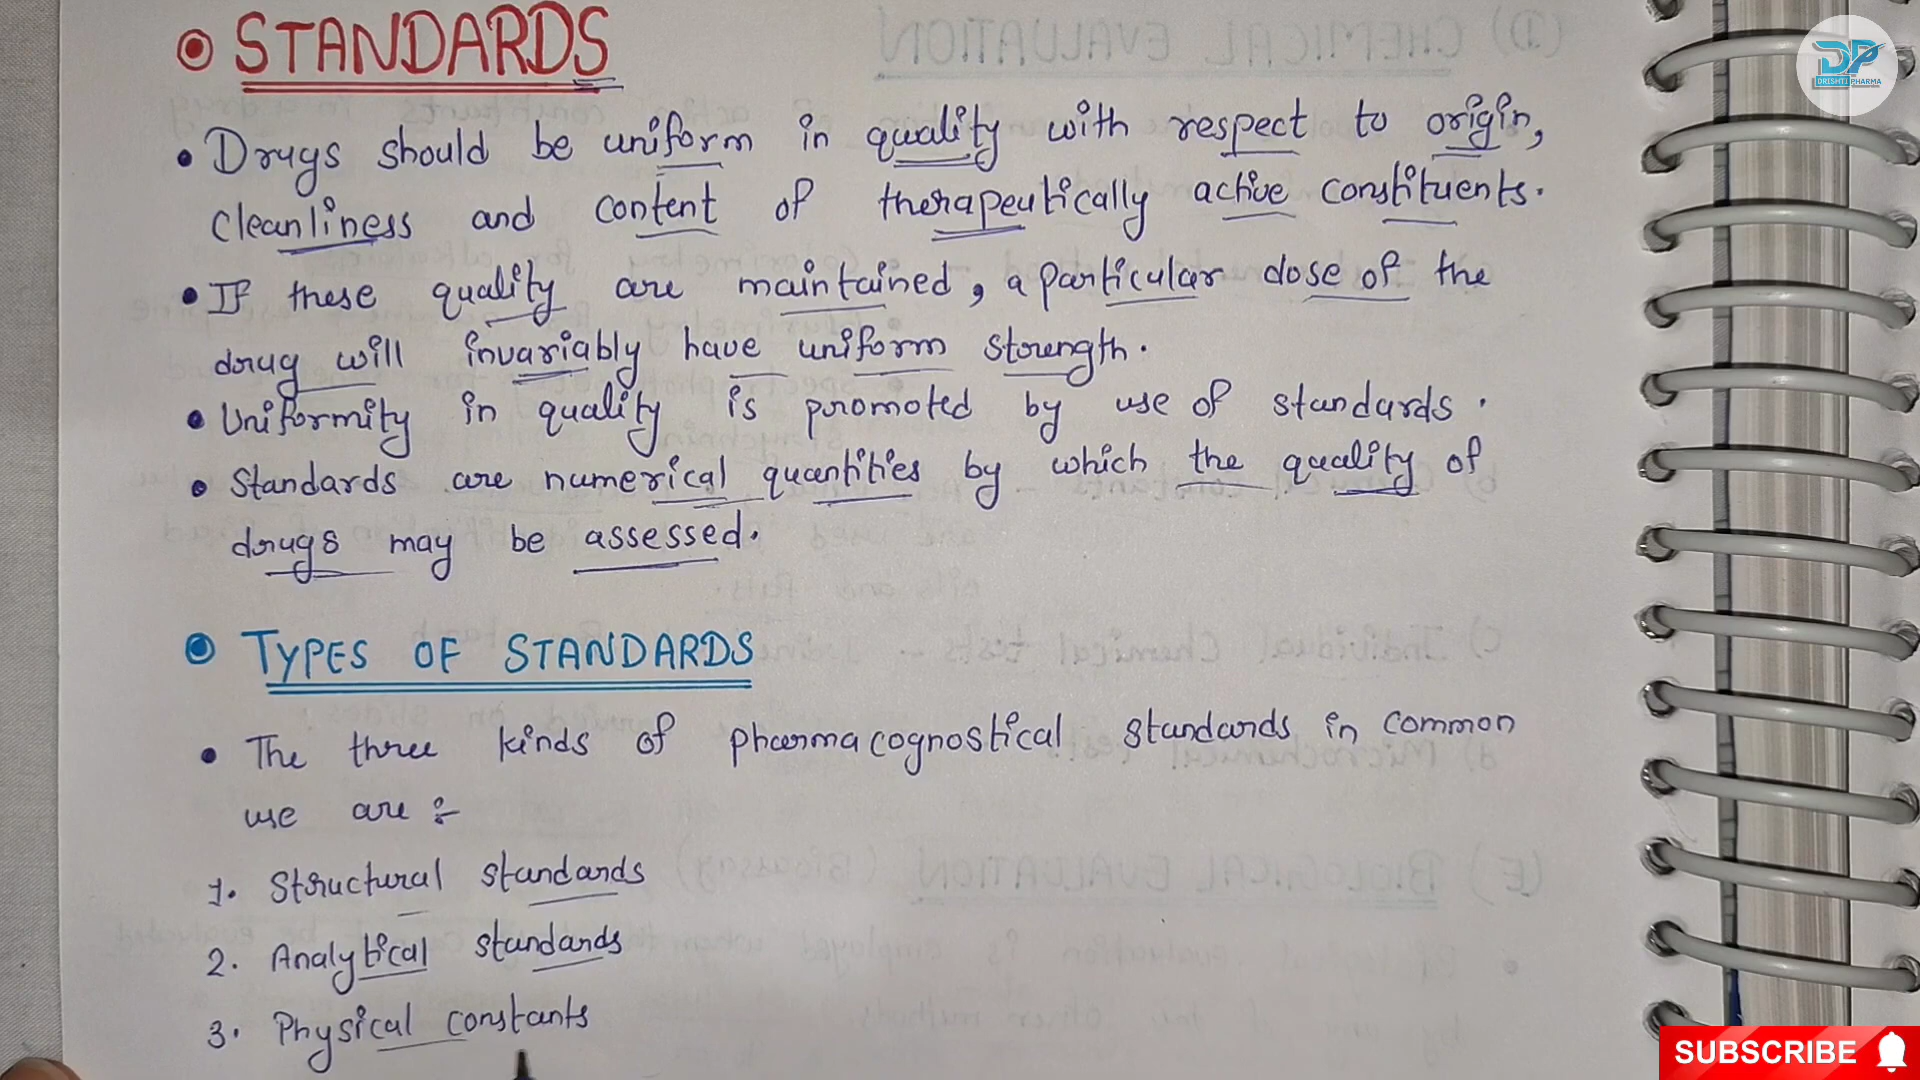 STANDARDS
• Drugs should be uniform in quality with respect to origin,
cleanliness and content of therapeutically active constituents.
• If these quality are maintained, a particular dose of the
drug will invariably have uniform strength.
• Uniformity in quality is promoted by use of standards.
• Standards are numerical quantities by which the quality of
drugs may be assessed.
TYPES OF STANDARDS
• The three kinds of pharmacognostical standards in common
use are :-
1. Structural standards
2. Analytical standards
3. Physical constants
DP
DRISHTI PHARMA
SUBSCRIBE